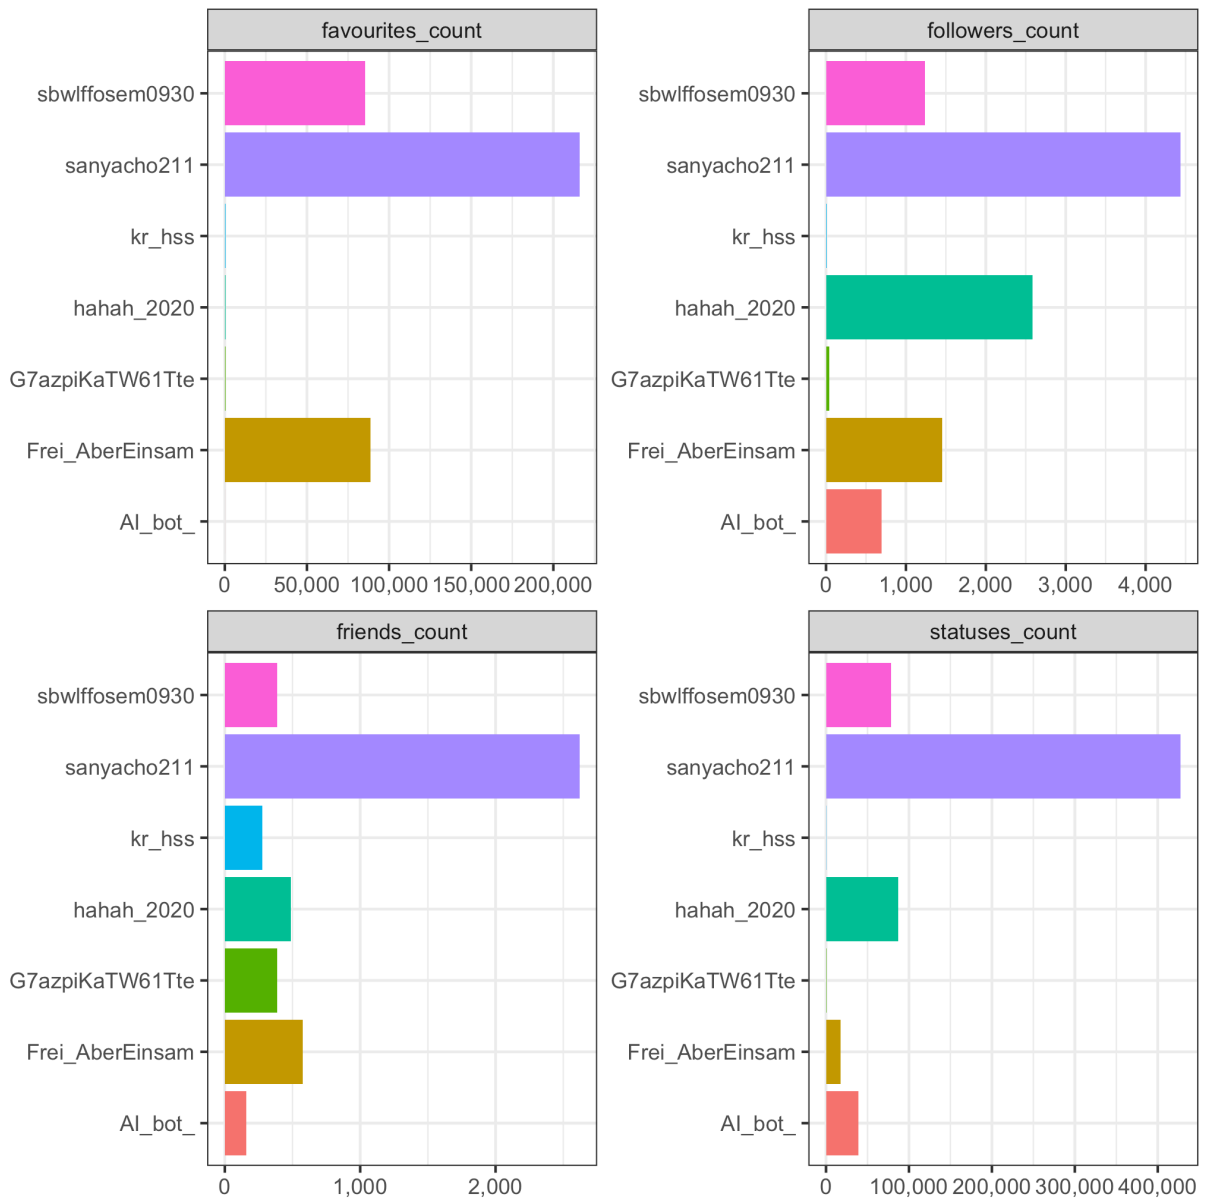 favourites_count
sbwlffosem0930
sanyacho211
kr_hss
hahah_2020
G7azpiKaTW61Tte
Frei_AberEinsam
AI_bot_
0 50,000 100,000 150,000 200,000
followers_count
sbwlffosem0930
sanyacho211
kr_hss
hahah_2020
G7azpiKaTW61Tte
Frei_AberEinsam
AI_bot_
0 1,000 2,000 3,000 4,000
friends_count
sbwlffosem0930
sanyacho211
kr_hss
hahah_2020
G7azpiKaTW61Tte
Frei_AberEinsam
AI_bot_
0 1,000 2,000
statuses_count
sbwlffosem0930
sanyacho211
kr_hss
hahah_2020
G7azpiKaTW61Tte
Frei_AberEinsam
AI_bot_
0 100,000 200,000 300,000 400,000